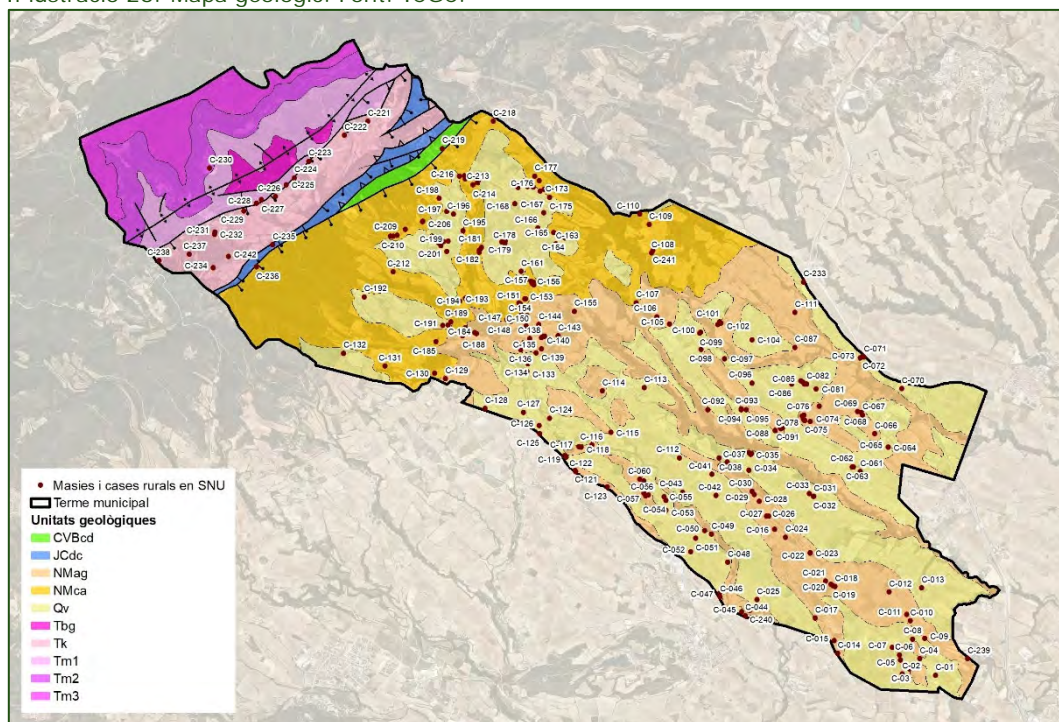 Il·lustració 23. Mapa geològic. Font: ICGC.
C-221
C-222
C-218
C-223
C-219
C-230
C-224
C-216
C-213
C-177
C-226
C-225
C-214
C-176
C-173
C-228
C-227
C-198
C-168
C-167
C-175
C-229
C-197
C-196
C-110
C-109
C-231
C-232
C-206
C-195
C-166
C-165
C-163
C-209
C-235
C-210
C-199
C-181
C-178
C-164
C-108
C-238
C-237
C-242
C-201
C-182
C-179
C-241
C-234
C-236
C-212
C-161
C-157
C-156
C-233
C-192
C-194
C-193
C-151
C-153
C-154
C-155
C-107
C-106
C-111
C-191
C-189
C-147
C-150
C-144
C-105
C-101
C-102
C-184
C-148
C-138
C-143
C-100
C-104
C-087
C-132
C-185
C-188
C-135
C-140
C-099
C-073
C-071
C-131
C-136
C-139
C-098
C-097
C-072
C-130
C-129
C-134
C-133
C-095
C-085
C-082
C-070
C-114
C-113
C-086
C-081
C-128
C-127
C-124
C-092
C-093
C-076
C-069
C-067
C-126
C-094
C-095
C-078
C-074
C-068
C-125
C-116
C-115
C-088
C-091
C-075
C-066
C-117
C-118
C-112
C-037
C-035
C-065
C-064
C-119
C-122
C-060
C-041
C-038
C-034
C-062
C-061
C-121
C-056
C-043
C-030
C-033
C-031
C-063
C-123
C-057
C-055
C-042
C-029
C-028
C-032
C-054
C-053
C-027
C-026
C-050
C-049
C-016
C-024
C-052
C-051
C-048
C-022
C-023
C-021
C-018
C-012
C-013
C-047
C-046
C-025
C-020
C-019
C-045
C-044
C-017
C-011
C-010
C-240
C-08
C-015
C-014
C-07
C-06
C-09
C-05
C-04
C-239
C-02
C-03
C-01
Masies i cases rurals en SNU
Terme municipal
Unitats geològiques
CVBcd
JCdc
NMag
NMca
Qv
Tbg
Tk
Tm1
Tm2
Tm3